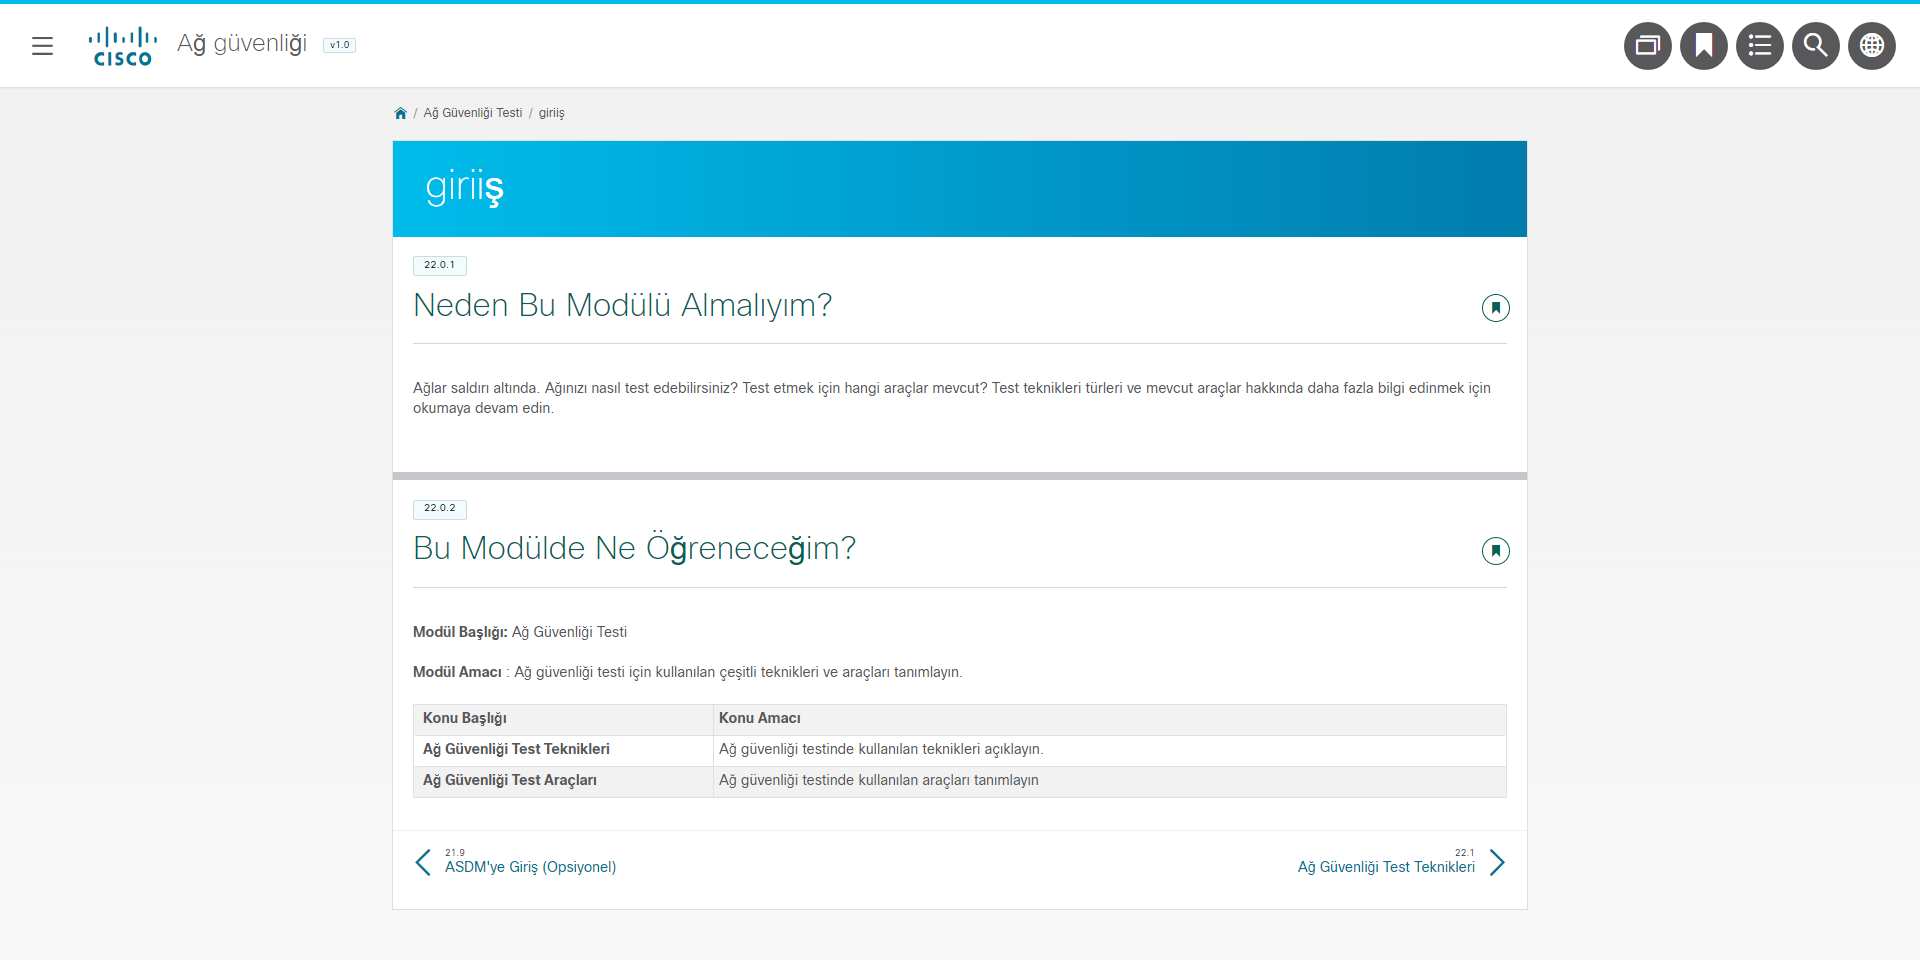 CISCO
Ağ güvenliği
v1.0
/ Ağ Güvenliği Testi / giriiş
giriiş
22.0.1
Neden Bu Modülü Almalıyım?
Ağlar saldırı altında. Ağınızı nasıl test edebilirsiniz? Test etmek için hangi araçlar mevcut? Test teknikleri türleri ve mevcut araçlar hakkında daha fazla bilgi edinmek için
okumaya devam edin.
22.0.2
Bu Modülde Ne Öğreneceğim?
Modül Başlığı: Ağ Güvenliği Testi
Modül Amacı : Ağ güvenliği testi için kullanılan çeşitli teknikleri ve araçları tanımlayın.
Konu Başlığı Konu Amacı
Ağ Güvenliği Test Teknikleri Ağ güvenliği testinde kullanılan teknikleri açıklayın.
Ağ Güvenliği Test Araçları Ağ güvenliği testinde kullanılan araçları tanımlayın
21.9
ASDM'ye Giriş (Opsiyonel)
22.1
Ağ Güvenliği Test Teknikleri